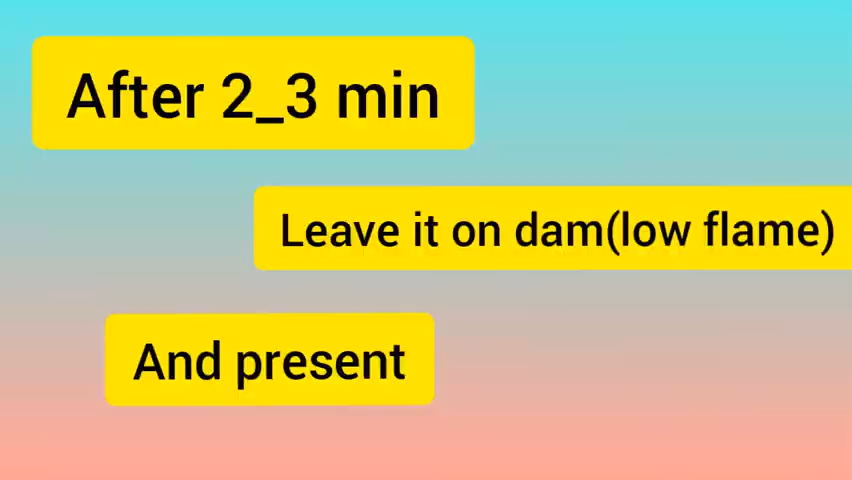 After 2_3 min
Leave it on dam(low flame)
And present